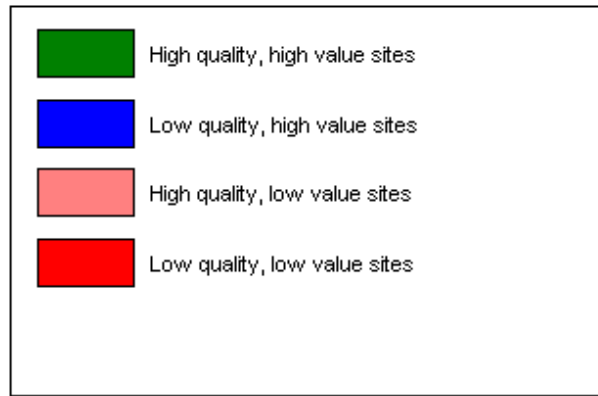 High quality, high value sites
Low quality, high value sites
High quality, low value sites
Low quality, low value sites